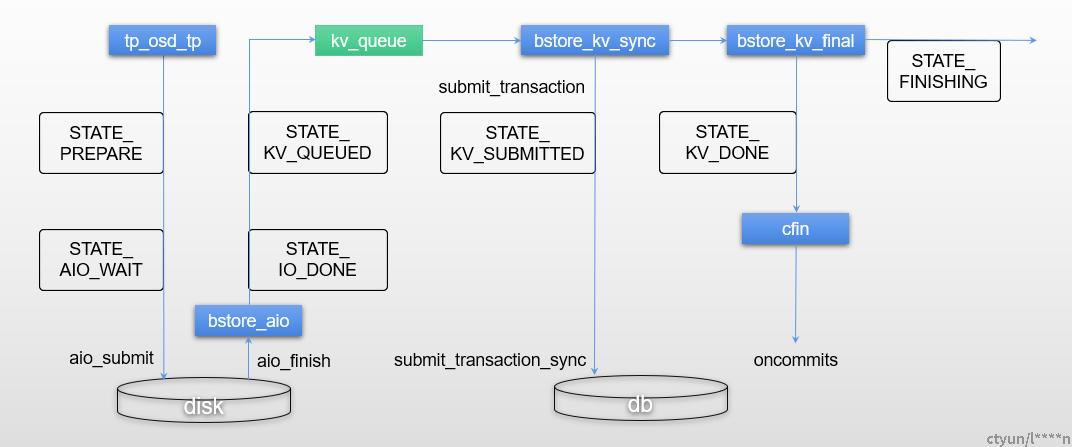 tp_osd_tp
kv_queue
bstore_kv_sync
bstore_kv_final
STATE_
FINISHING
submit_transaction
STATE_
PREPARE
STATE_
KV_QUEUED
STATE_
KV_SUBMITTED
STATE_
KV_DONE
STATE_
AIO_WAIT
STATE_
IO_DONE
cfin
bstore_aio
aio_submit
aio_finish
submit_transaction_sync
oncommits
disk
db
ctyun/l****n